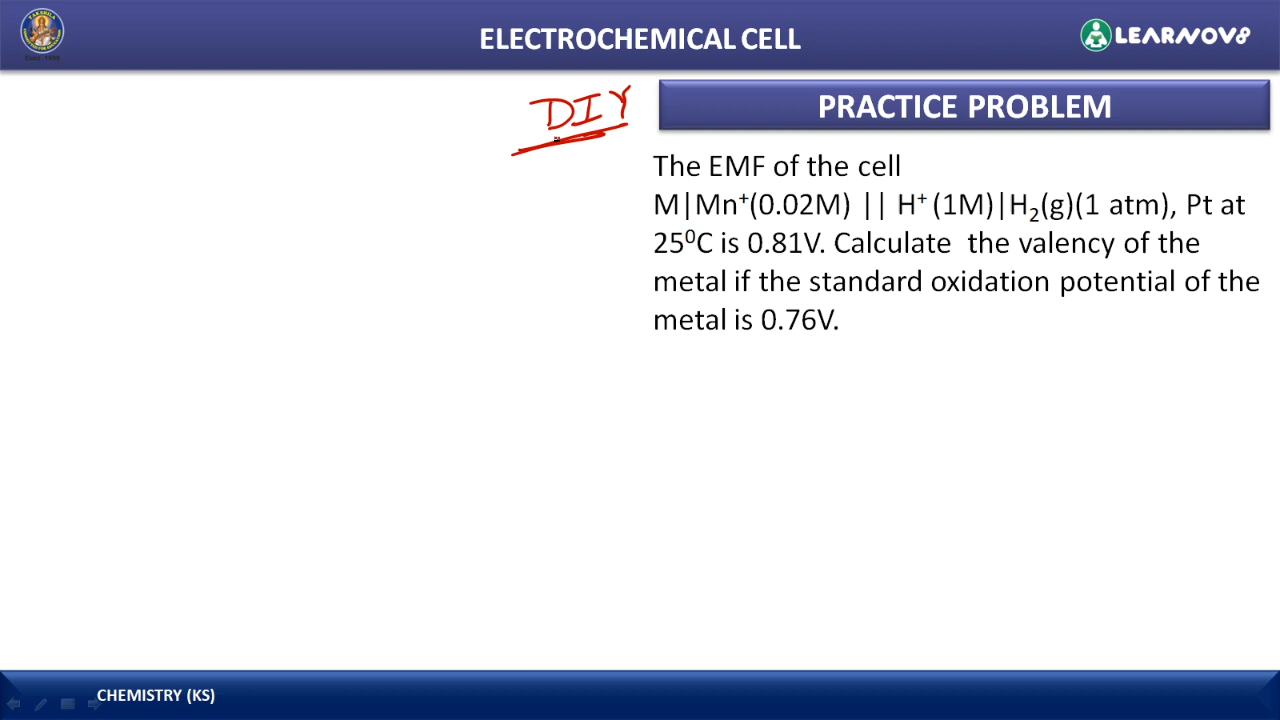 ELECTROCHEMICAL CELL
LEARNOV8
DIY
PRACTICE PROBLEM
The EMF of the cell
M|Mn⁺(0.02M) || H⁺ (1M)|H₂(g)(1 atm), Pt at
25⁰C is 0.81V. Calculate the valency of the
metal if the standard oxidation potential of the
metal is 0.76V.
CHEMISTRY (KS)